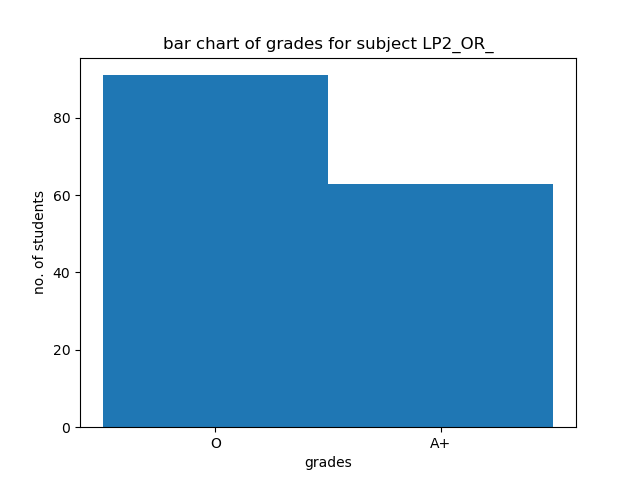 bar chart of grades for subject LP2_OR_
80
60
40
20
0
no. of students
O
A+
grades